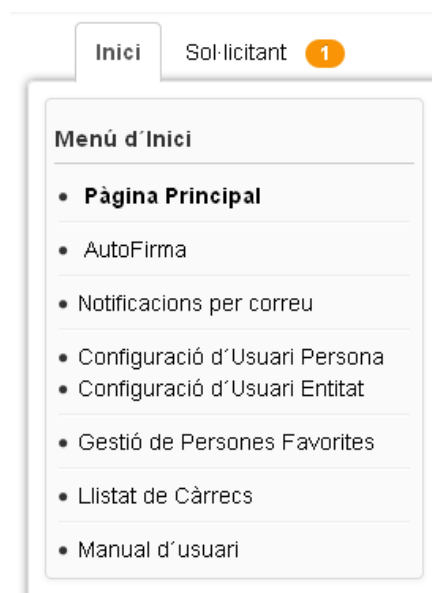 Inici Sol·licitant 1
Menú d´Inici
Pàgina Principal
AutoFirma
Notificacions per correu
Configuració d´Usuari Persona
Configuració d´Usuari Entitat
Gestió de Persones Favorites
Llistat de Càrrecs
Manual d´usuari